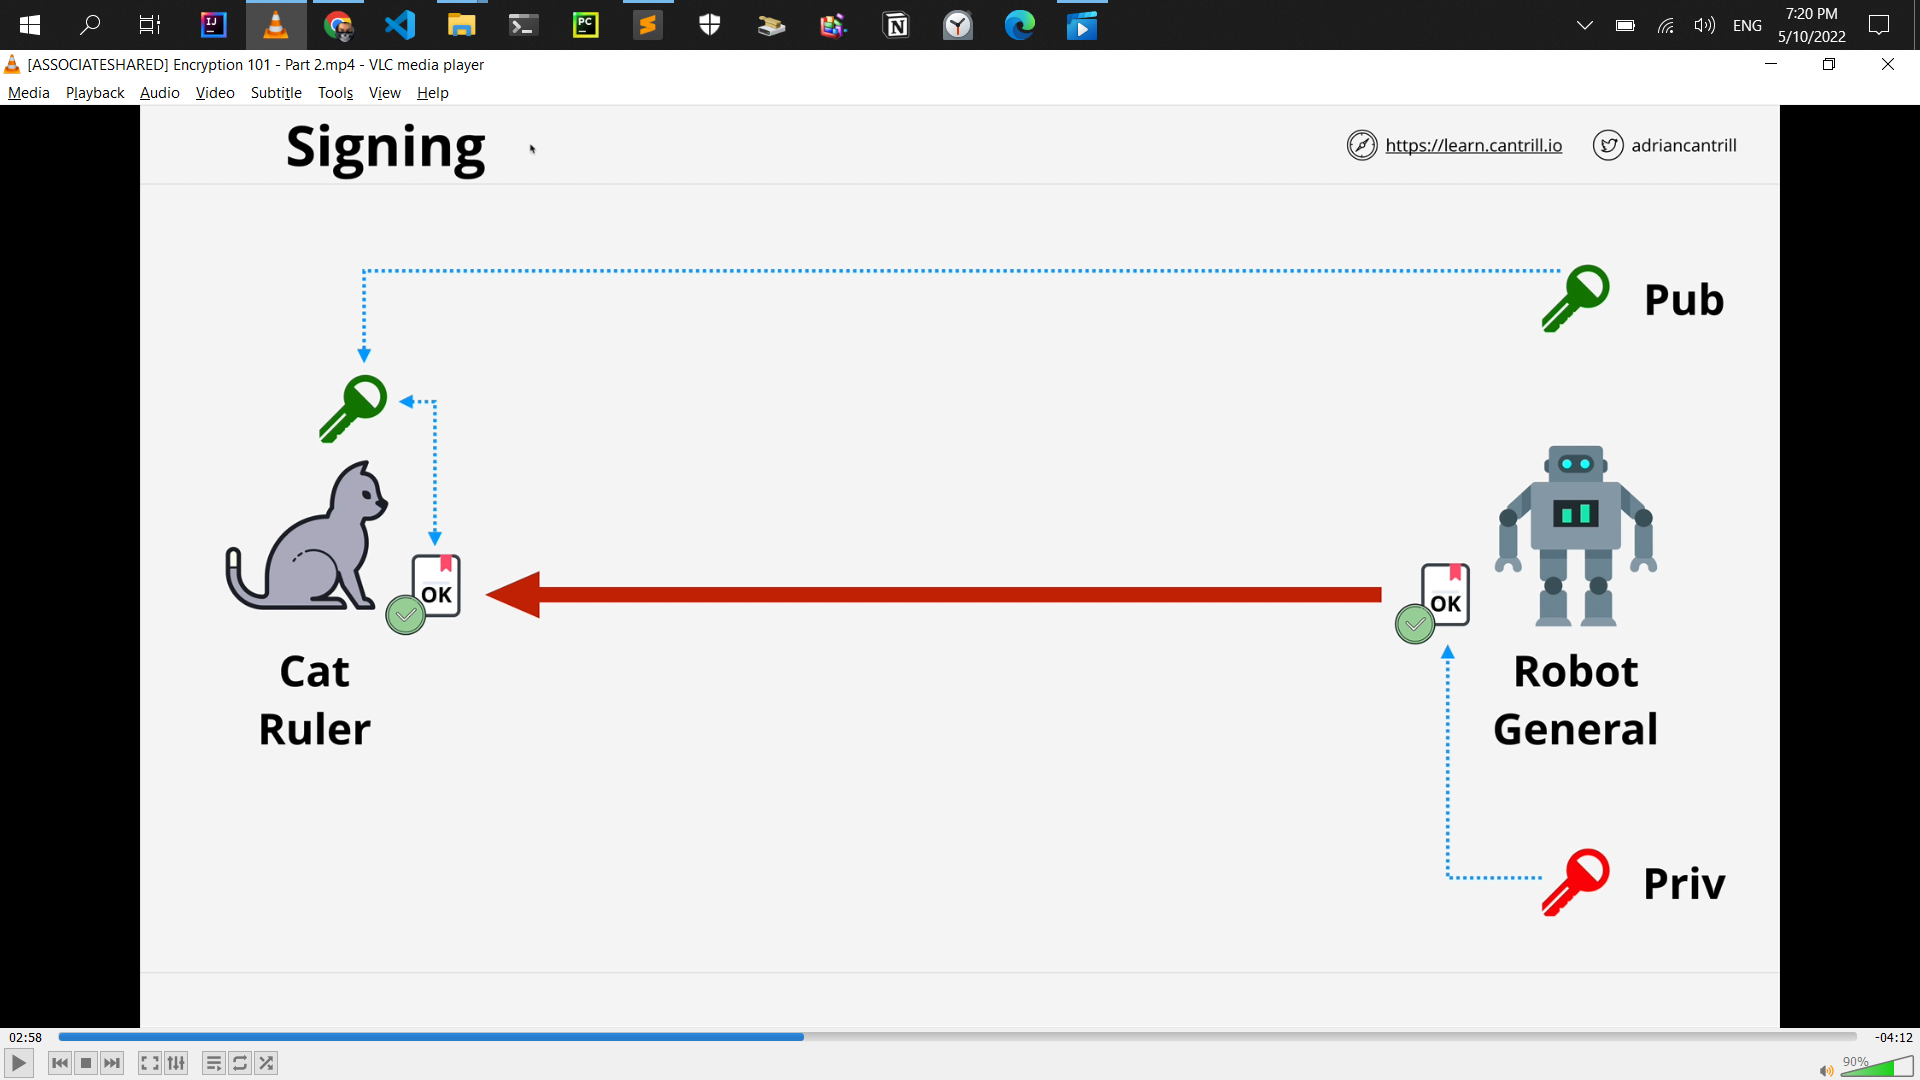 7:20 PM
ENG
5/10/2022
[ASSOCIATESHARED] Encryption 101 - Part 2.mp4 - VLC media player
Media Playback Audio Video Subtitle Tools View Help
Signing
https://learn.cantrill.io
adriancantrill
Pub
OK
OK
Cat
Ruler
Robot
General
Priv
02:58
-04:12
90%